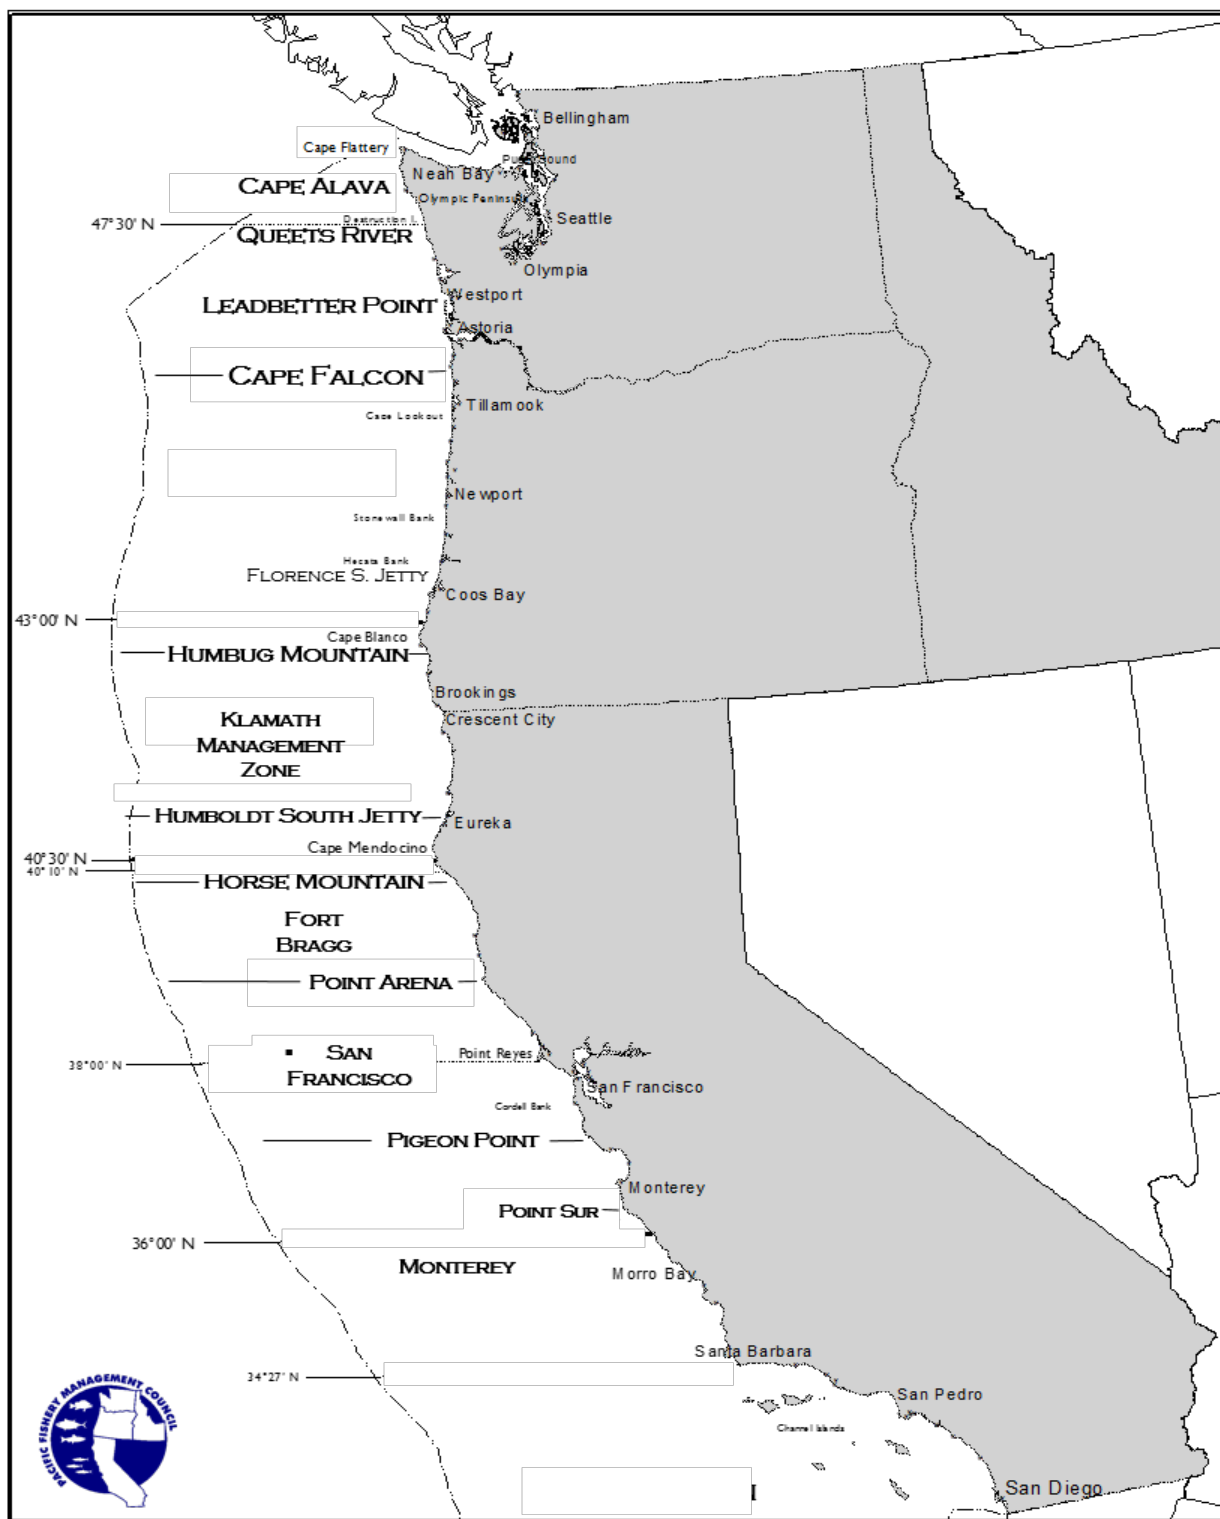 Bellingham
Cape Flattery
Puget Sound
Neah Bay
CAPE ALAVA
Olympic Peninsula
Destruction I.
Seattle
47°30' N
QUEETS RIVER
Olympia
Westport
LEADBETTER POINT
Astoria
CAPE FALCON
Tillamook
Cape Lookout
Newport
Stonewall Bank
Heceta Bank
FLORENCE S. JETTY
Coos Bay
43°00' N
Cape Blanco
HUMBUG MOUNTAIN
Brookings
Crescent City
KLAMATH
MANAGEMENT
ZONE
HUMBOLDT SOUTH JETTY
Eureka
Cape Mendocino
40°30' N
40°10' N
HORSE MOUNTAIN
FORT
BRAGG
POINT ARENA
SAN
FRANCISCO
Point Reyes
38°00' N
San Francisco
Cordell Bank
PIGEON POINT
Monterey
POINT SUR
36°00' N
MONTEREY
Morro Bay
Santa Barbara
34°27' N
San Pedro
Channel Islands
San Diego
PACIFIC FISHERY MANAGEMENT COUNCIL